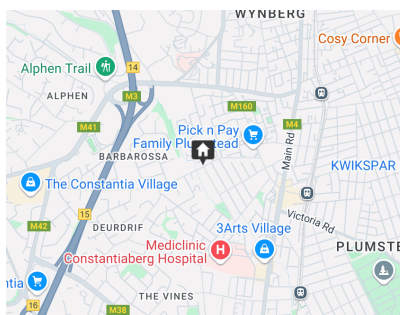 WYNBERG
Cosy Corner
Alphen Trail
14
ALPHEN
M3
M160
M41
M4
Pick n Pay
Family Plumstead
BARBAROSSA
Main Rd
KWIKSPAR
The Constantia Village
15
M42
Victoria Rd
DEURDRIF
3Arts Village
PLUMSTE
Mediclinic
Constantiaberg Hospital
H
ntia
THE VINES
16
M38